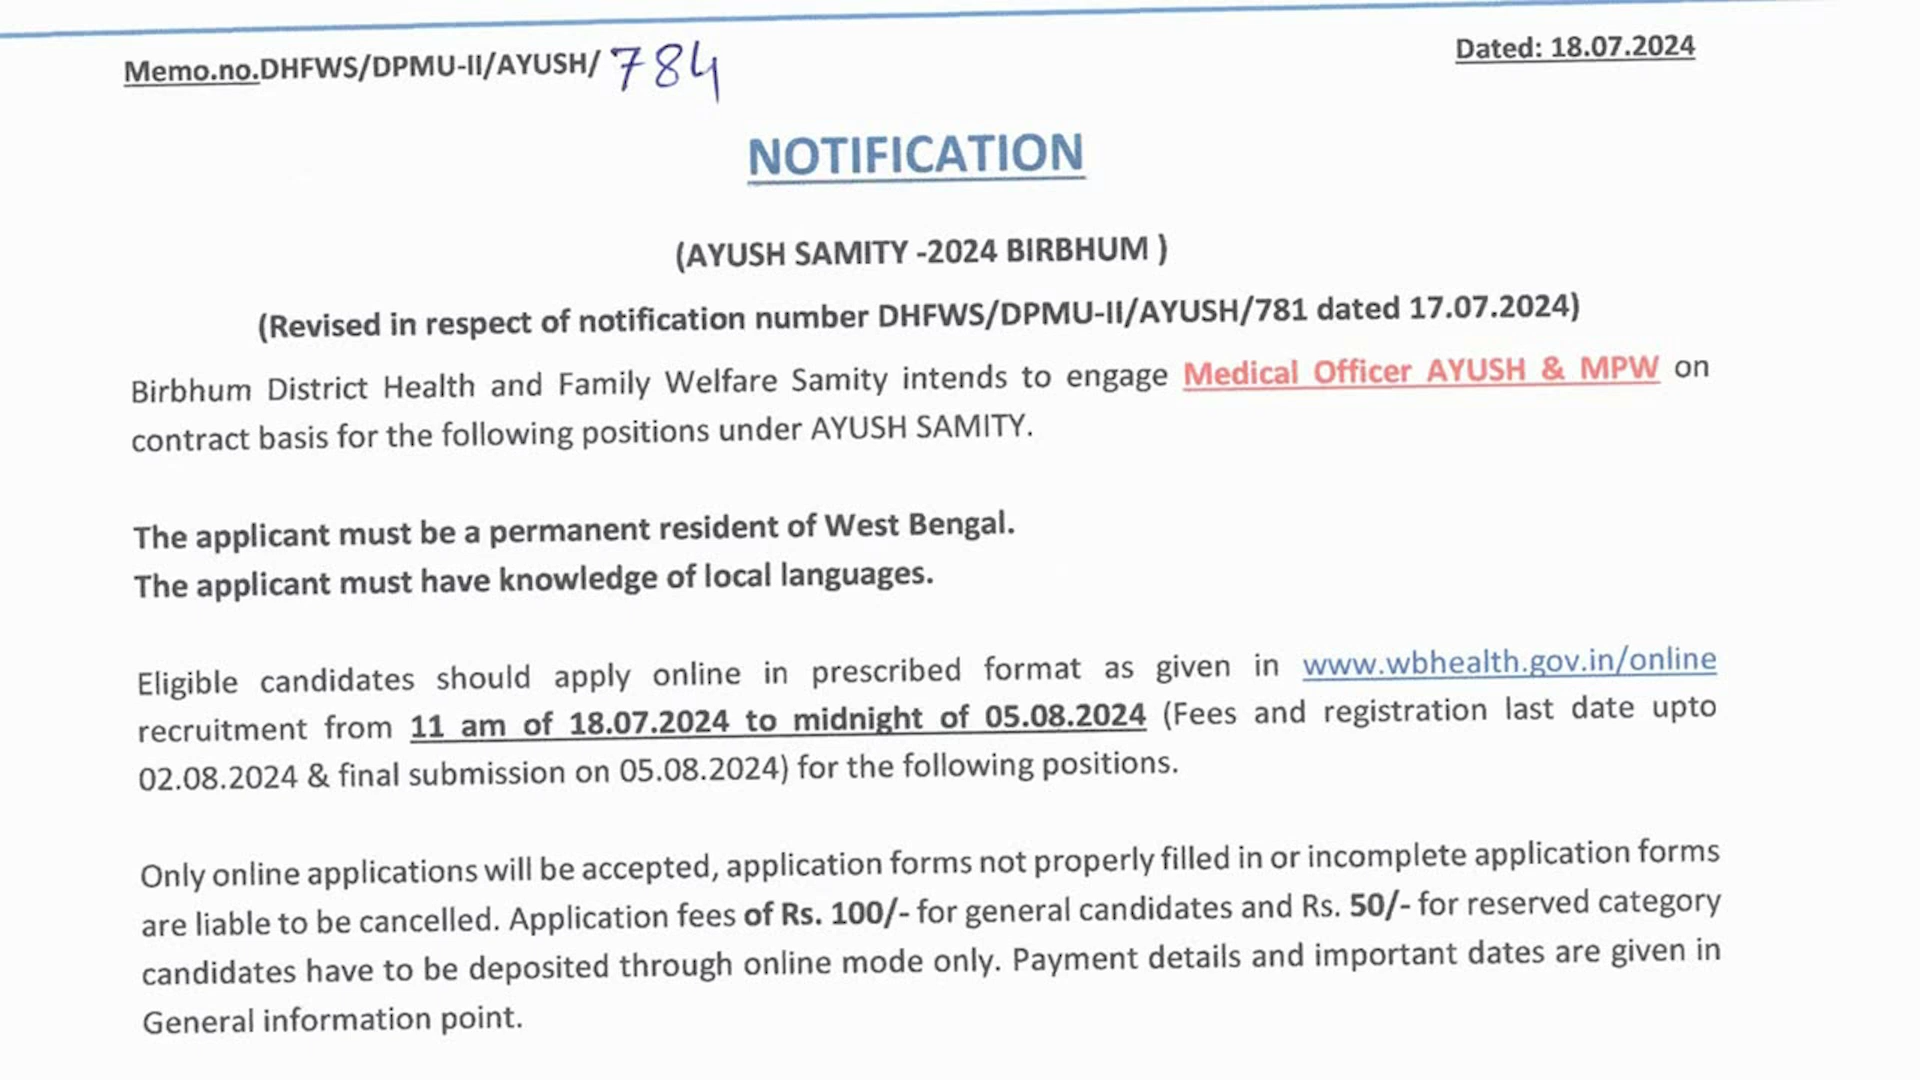 Memo.no.DHFWS/DPMU-II/AYUSH/ 784
Dated: 18.07.2024
NOTIFICATION
(AYUSH SAMITY -2024 BIRBHUM )
(Revised in respect of notification number DHFWS/DPMU-II/AYUSH/781 dated 17.07.2024)
Birbhum District Health and Family Welfare Samity intends to engage Medical Officer AYUSH & MPW on
contract basis for the following positions under AYUSH SAMITY.
The applicant must be a permanent resident of West Bengal.
The applicant must have knowledge of local languages.
Eligible candidates should apply online in prescribed format as given in www.wbhealth.gov.in/online
recruitment from 11 am of 18.07.2024 to midnight of 05.08.2024 (Fees and registration last date upto
02.08.2024 & final submission on 05.08.2024) for the following positions.
Only online applications will be accepted, application forms not properly filled in or incomplete application forms
are liable to be cancelled. Application fees of Rs. 100/- for general candidates and Rs. 50/- for reserved category
candidates have to be deposited through online mode only. Payment details and important dates are given in
General information point.